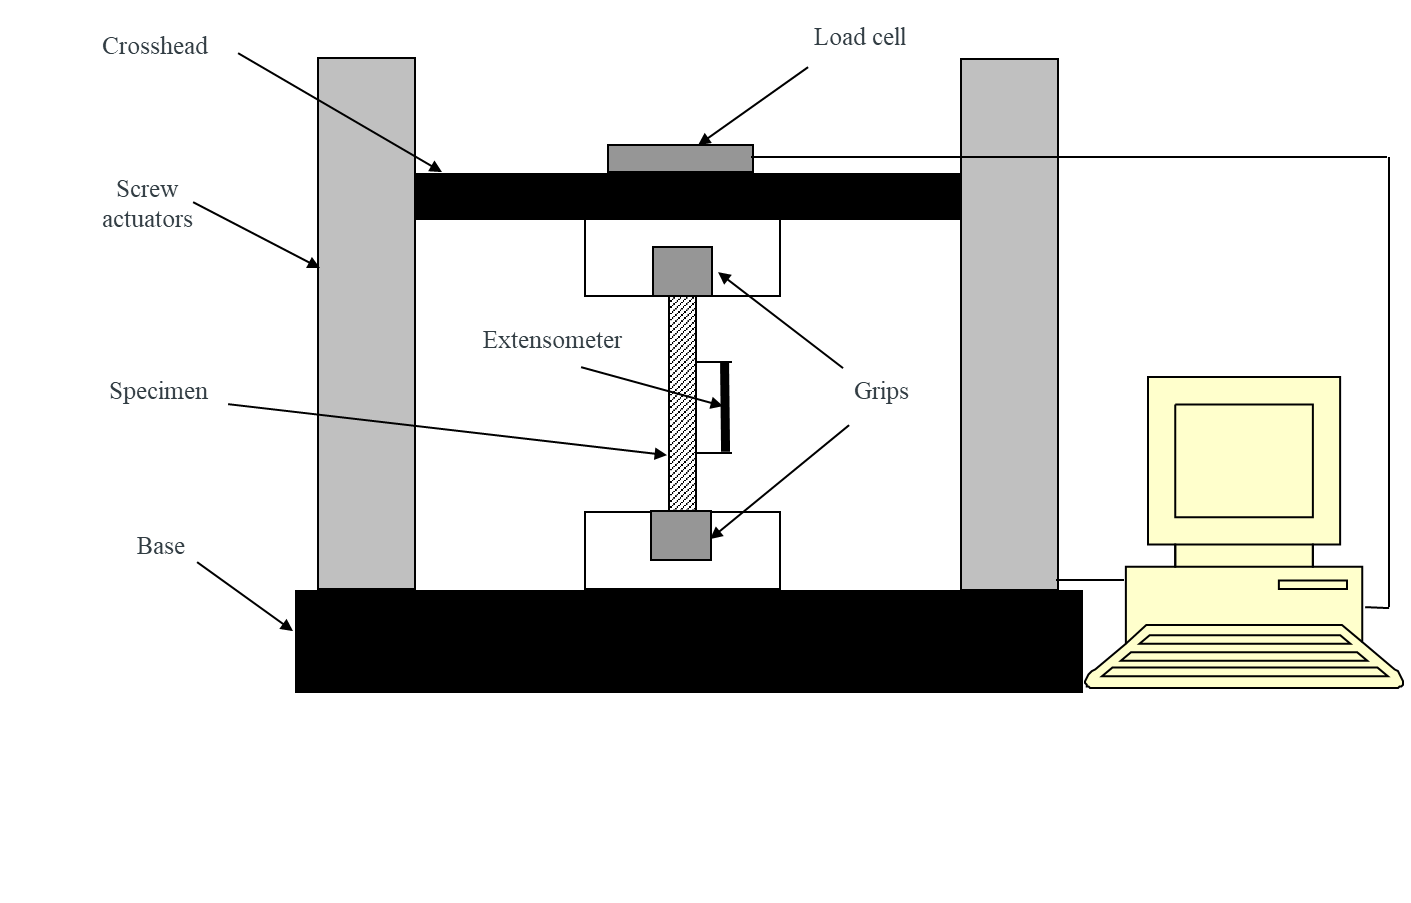 Crosshead
Load cell
Screw
actuators
Extensometer
Specimen
Grips
Base